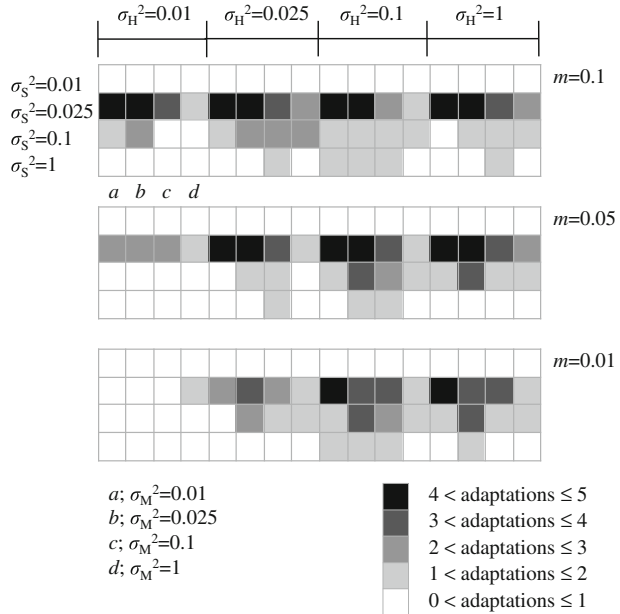 σH²=0.01 σH²=0.025 σH²=0.1 σH²=1
m=0.1
σS²=0.01
σS²=0.025
σS²=0.1
σS²=1
a b c d
m=0.05
m=0.01
a; σM²=0.01
b; σM²=0.025
c; σM²=0.1
d; σM²=1
4 < adaptations ≤ 5
3 < adaptations ≤ 4
2 < adaptations ≤ 3
1 < adaptations ≤ 2
0 < adaptations ≤ 1